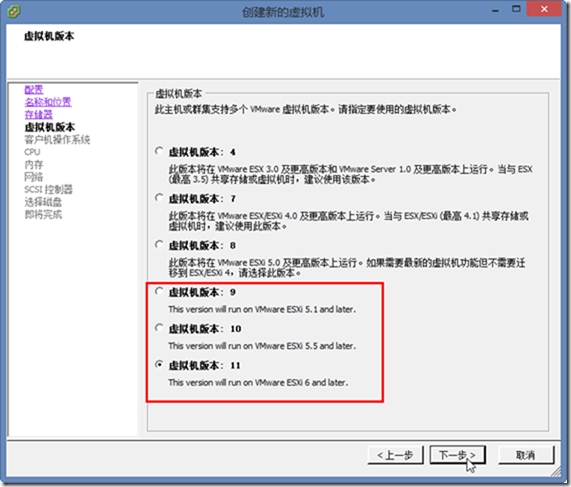 创建新的虚拟机
虚拟机版本
配置
名称和位置
存储器
虚拟机版本
客户机操作系统
CPU
内存
网络
SCSI 控制器
选择磁盘
即将完成
虚拟机版本
此主机或群集支持多个 VMware 虚拟机版本。请指定要使用的虚拟机版本。
虚拟机版本: 4
此版本将在 VMware ESX 3.0 及更高版本和 VMware Server 1.0 及更高版本上运行。当与 ESX
(最高 3.5) 共享存储或虚拟机时，建议使用该版本。
虚拟机版本: 7
此版本将在 VMware ESX/ESXi 4.0 及更高版本上运行。当与 ESX/ESXi (最高 4.1) 共享存储或
虚拟机时，建议使用此版本。
虚拟机版本: 8
此版本将在 VMware ESXi 5.0 及更高版本上运行。如果需要最新的虚拟机功能但不需要迁
移到 ESX/ESXi 4，请选择此版本。
虚拟机版本: 9
This version will run on VMware ESXi 5.1 and later.
虚拟机版本: 10
This version will run on VMware ESXi 5.5 and later.
虚拟机版本: 11
This version will run on VMware ESXi 6 and later.
< 上一步
下一步 >
取消